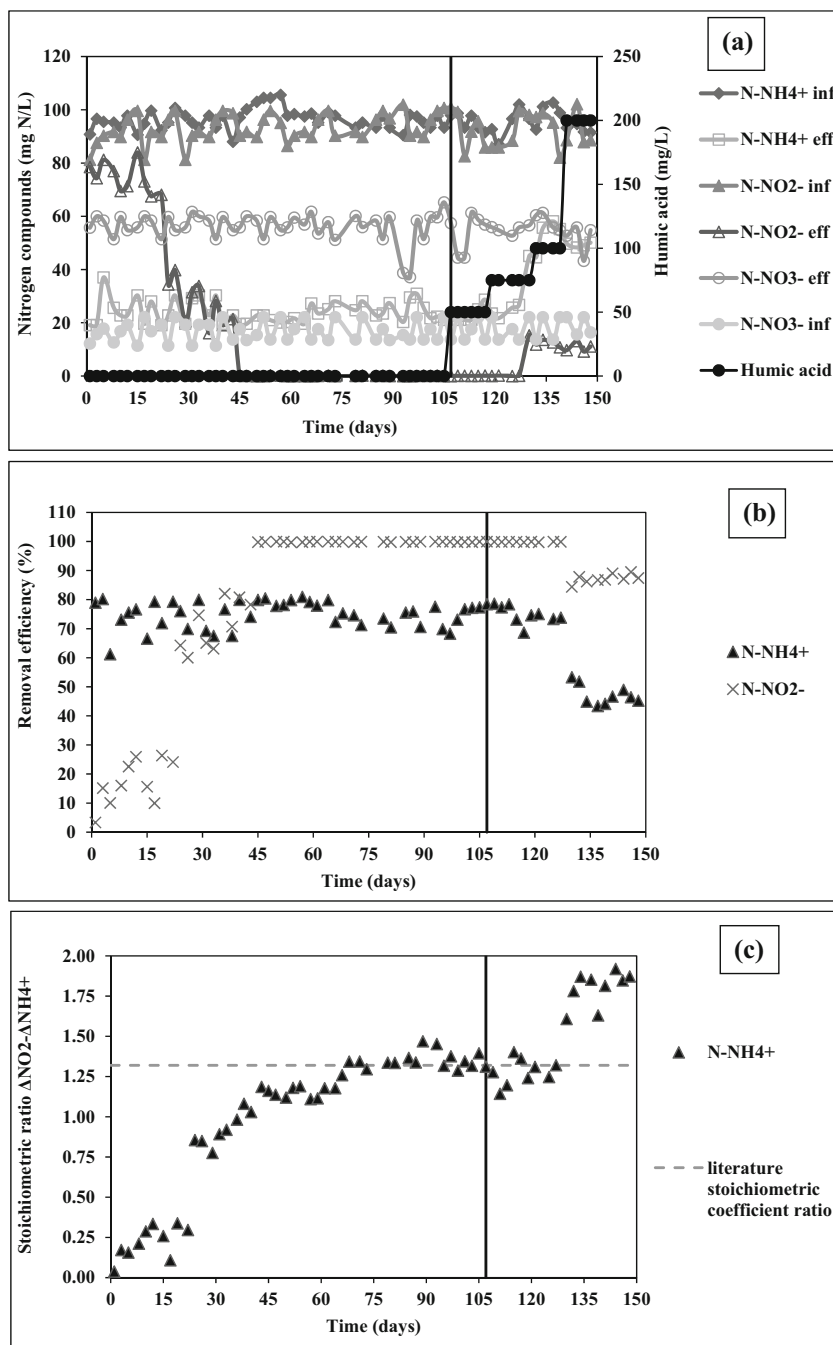 (a)
120
100
80
60
40
20
0
Nitrogen compounds (mg N/L)
250
200
150
100
50
0
Humic acid (mg/L)
0 15 30 45 60 75 90 105 120 135 150
Time (days)
N-NH4+ inf
N-NH4+ eff
N-NO2- inf
N-NO2- eff
N-NO3- eff
N-NO3- inf
Humic acid
(b)
110
100
90
80
70
60
50
40
30
20
10
0
Removal efficiency (%)
0 15 30 45 60 75 90 105 120 135 150
Time (days)
N-NH4+
N-NO2-
(c)
2.00
1.75
1.50
1.25
1.00
0.75
0.50
0.25
0.00
Stoichiometric ratio ΔNO2-ΔNH4+
0 15 30 45 60 75 90 105 120 135 150
Time (days)
N-NH4+
literature
stoichiometric
coefficient ratio